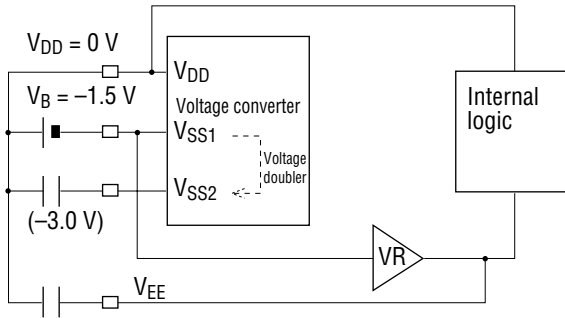 V_DD = 0 V
V_B = –1.5 V
(–3.0 V)
V_EE
V_DD
Voltage converter
V_SS1
Voltage
doubler
V_SS2
VR
Internal
logic